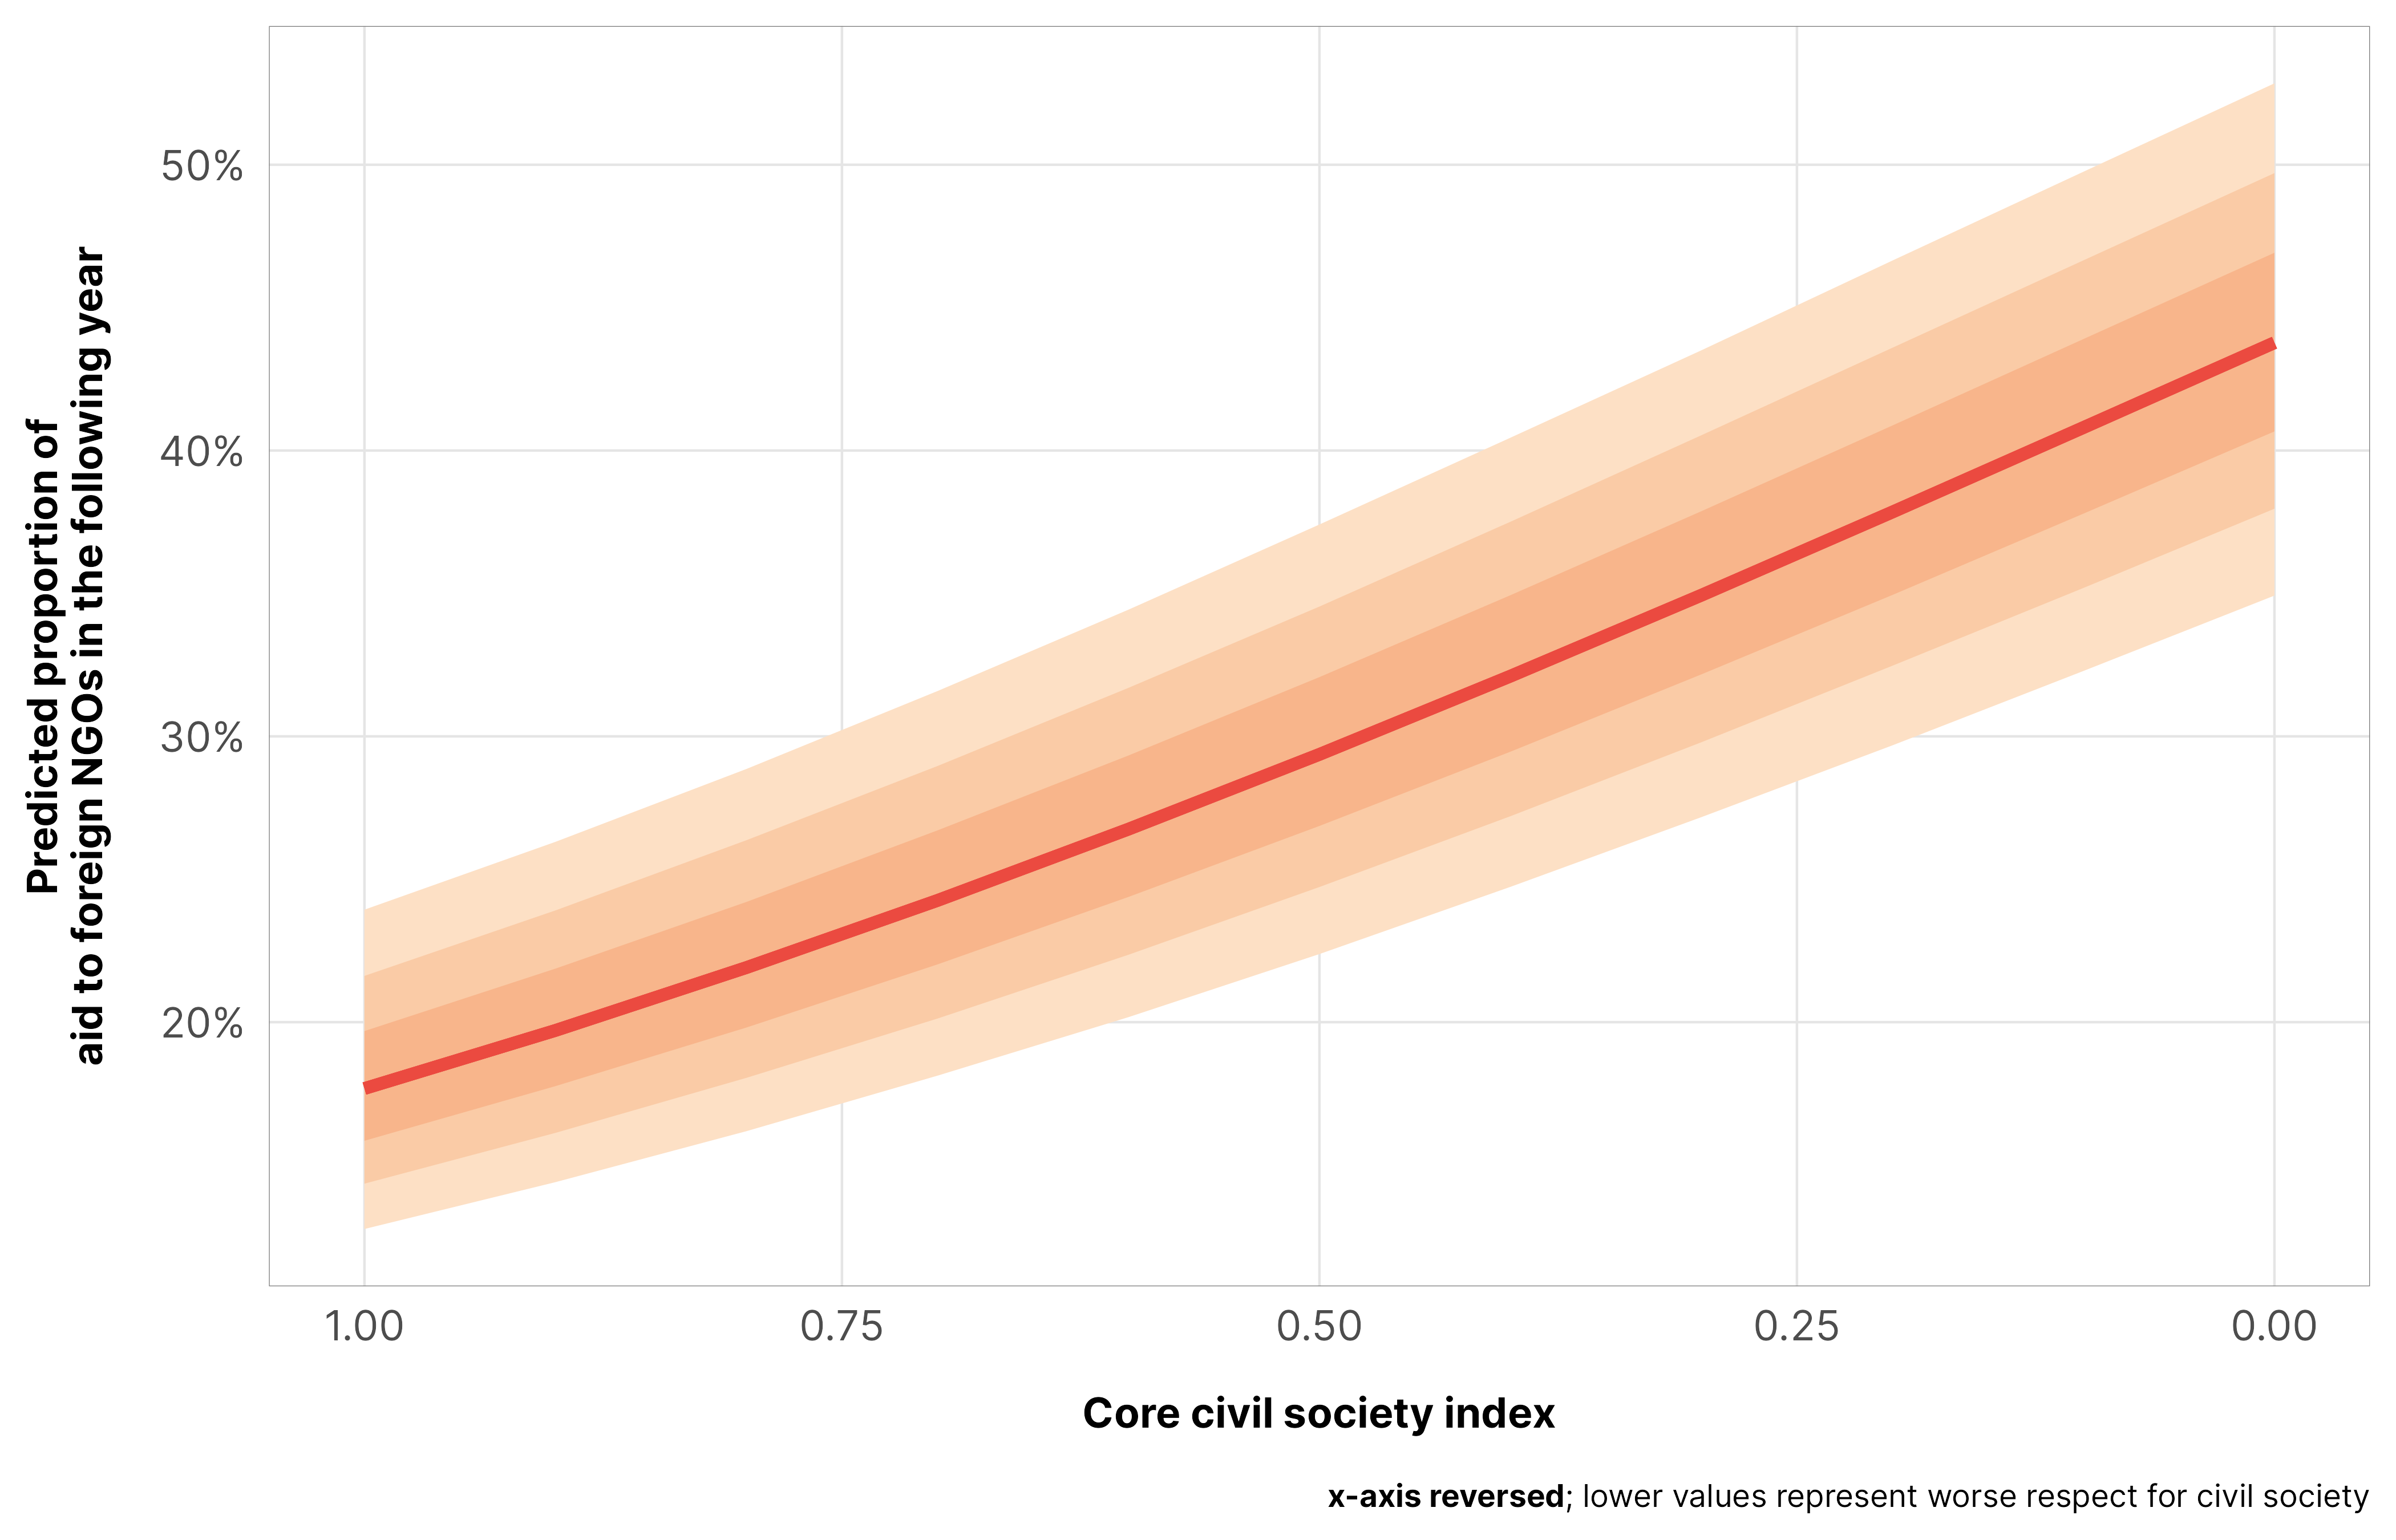 Predicted proportion of
aid to foreign NGOs in the following year
50%
40%
30%
20%
1.00
0.75
0.50
0.25
0.00
Core civil society index
x-axis reversed; lower values represent worse respect for civil society